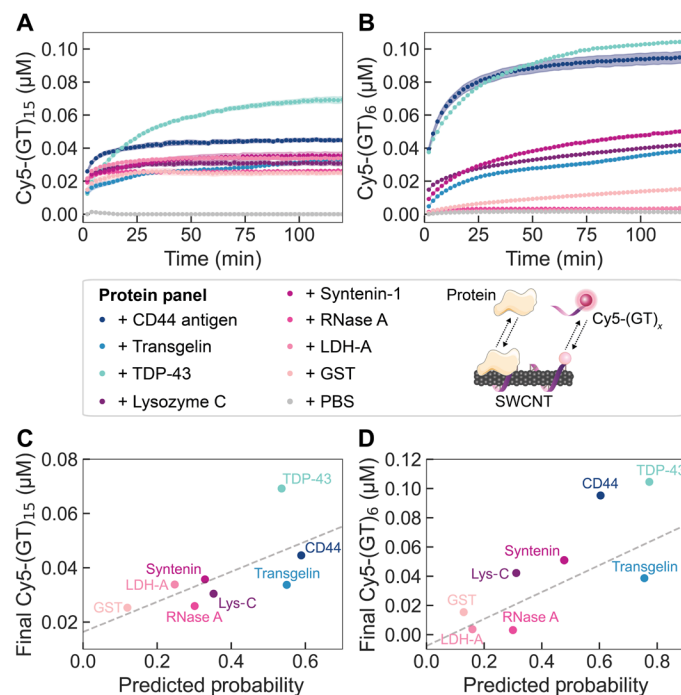 A
B
Cy5-(GT)₁₅ (μM)
0.10
0.08
0.06
0.04
0.02
0.00
0
25
50
75
100
Time (min)
Cy5-(GT)₆ (μM)
0.10
0.08
0.06
0.04
0.02
0.00
0
25
50
75
100
Time (min)
Protein panel
+ CD44 antigen
+ Transgelin
+ TDP-43
+ Lysozyme C
+ Syntenin-1
+ RNase A
+ LDH-A
+ GST
+ PBS
Protein
Cy5-(GT)ₓ
SWCNT
C
D
Final Cy5-(GT)₁₅ (μM)
0.08
0.06
0.04
0.02
0.0
0.2
0.4
0.6
TDP-43
CD44
Syntenin
LDH-A
Transgelin
GST
Lys-C
RNase A
Predicted probability
Final Cy5-(GT)₆ (μM)
0.12
0.10
0.08
0.06
0.04
0.02
0.00
0.0
0.2
0.4
0.6
0.8
TDP-43
CD44
Syntenin
Lys-C
Transgelin
GST
LDH-A
RNase A
Predicted probability